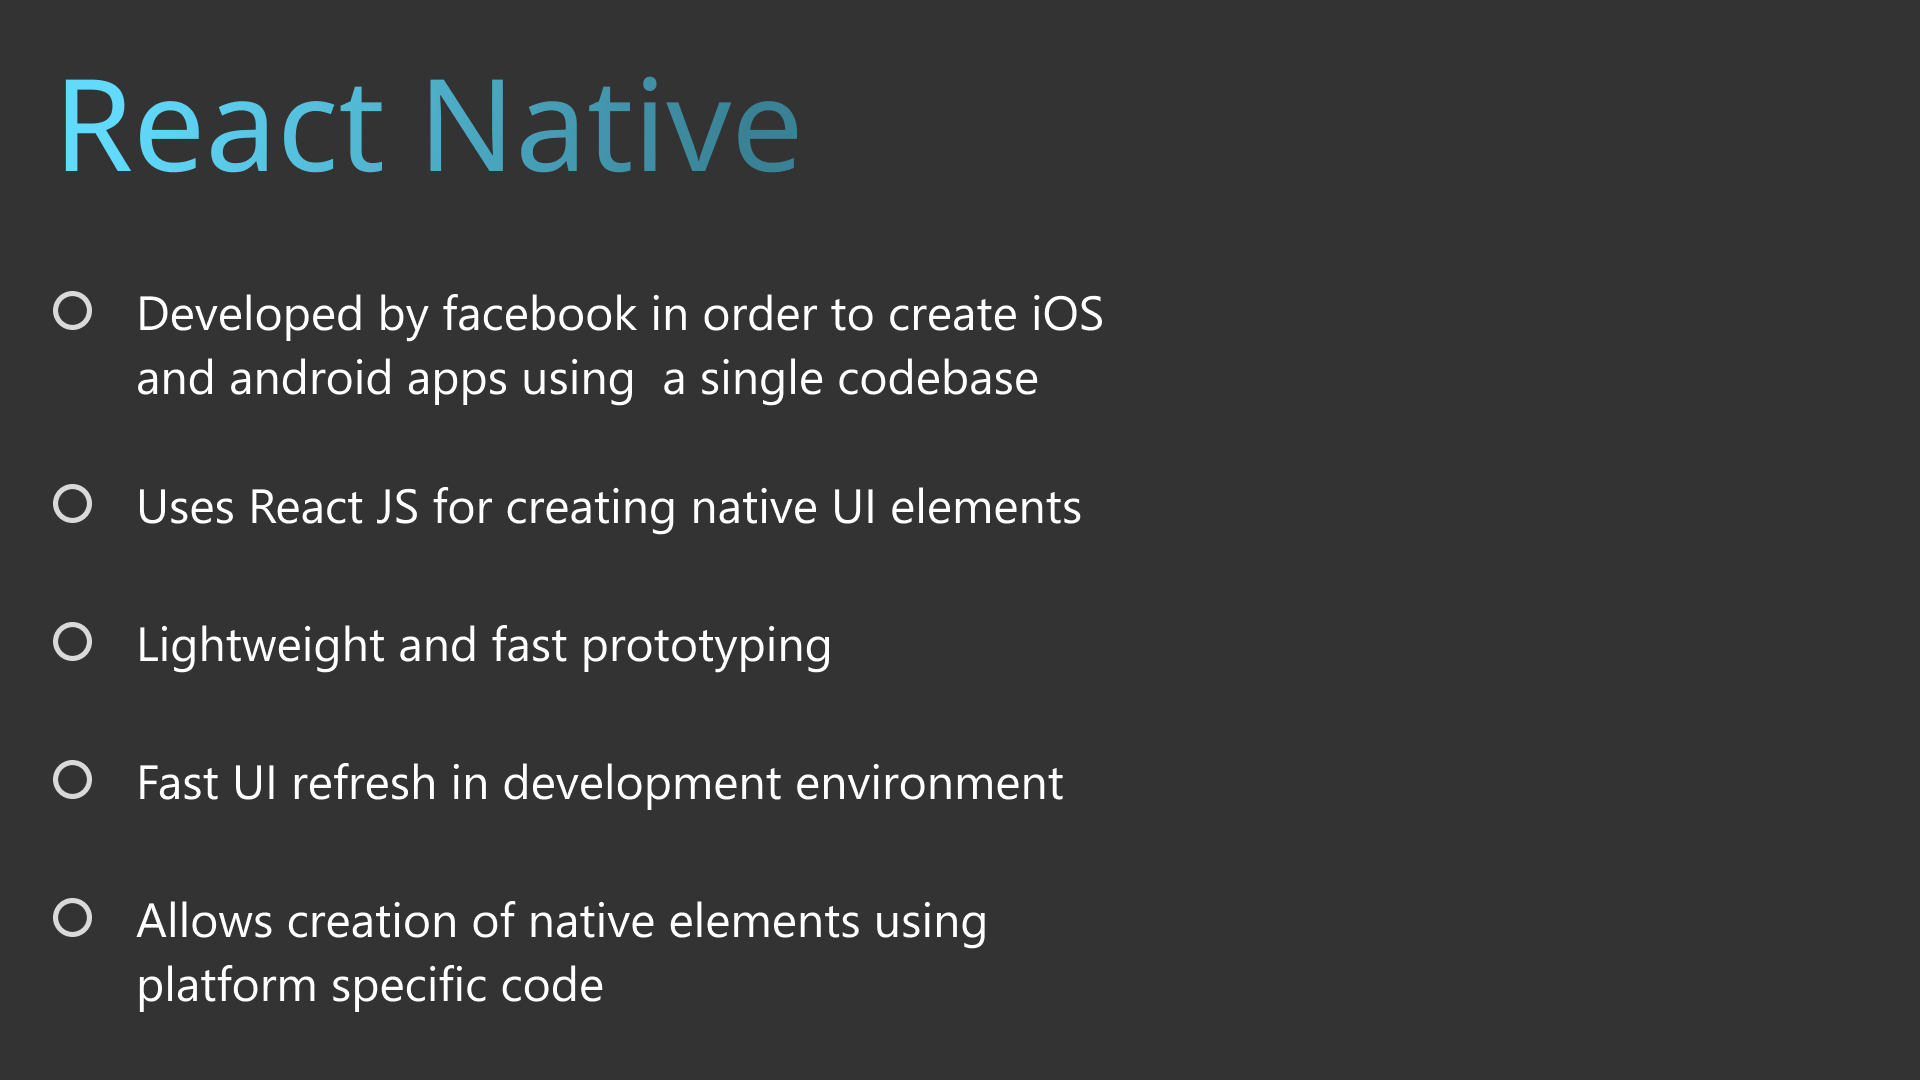 React Native
Developed by facebook in order to create iOS
and android apps using  a single codebase
Uses React JS for creating native UI elements
Lightweight and fast prototyping
Fast UI refresh in development environment
Allows creation of native elements using
platform specific code